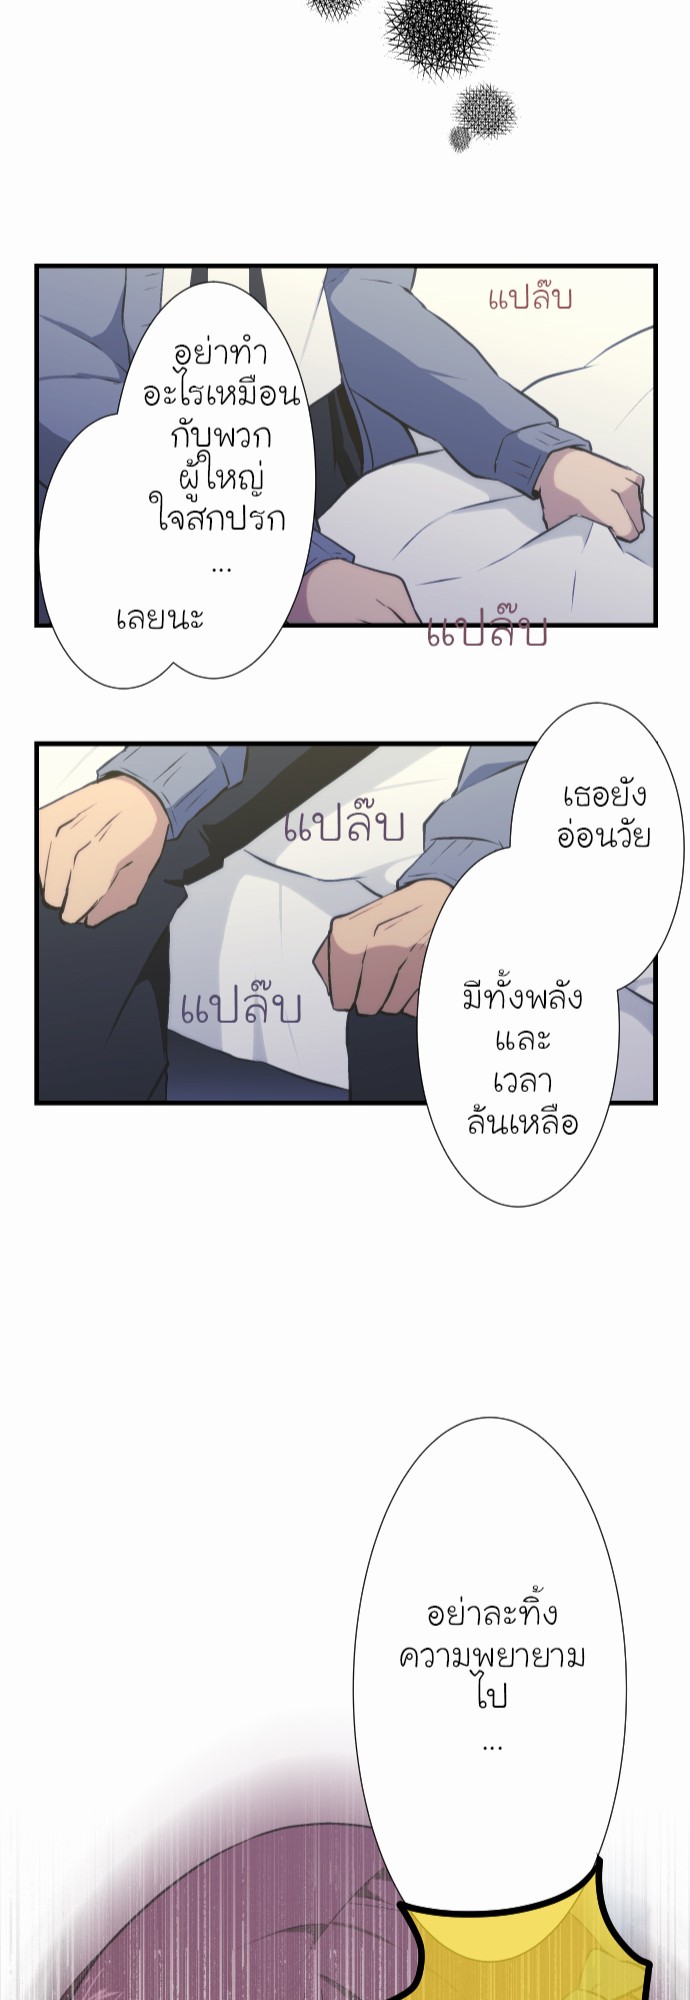 แปล๊บ
อย่าทำ
อะไรเหมือน
กับพวก
ผู้ใหญ่
ใจสกปรก
...
เลยนะ
แปล๊บ
เธอยัง
อ่อนวัย
แปล๊บ
มีทั้งพลัง
และ
เวลา
ล้นเหลือ
แปล๊บ
อย่าละทิ้ง
ความพยายาม
ไป
...